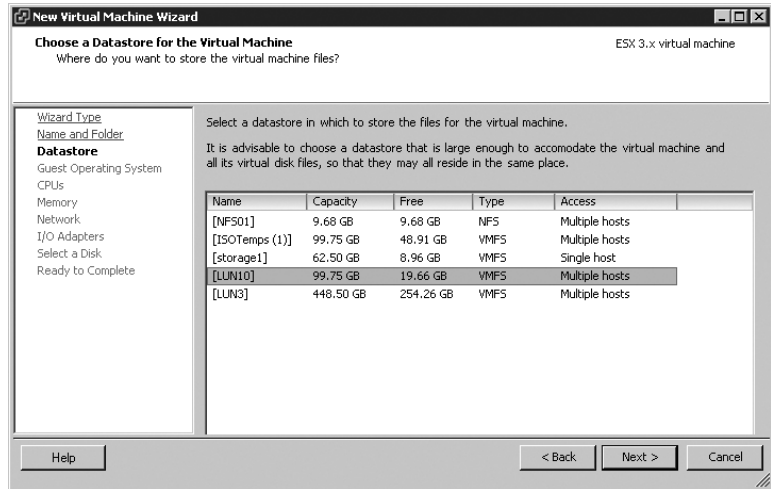 New Virtual Machine Wizard
Choose a Datastore for the Virtual Machine
Where do you want to store the virtual machine files?
ESX 3.x virtual machine
Wizard Type
Name and Folder
Datastore
Guest Operating System
CPUs
Memory
Network
I/O Adapters
Select a Disk
Ready to Complete
Select a datastore in which to store the files for the virtual machine.
It is advisable to choose a datastore that is large enough to accomodate the virtual machine and
all its virtual disk files, so that they may all reside in the same place.
Name Capacity Free Type Access
[NFS01] 9.68 GB 9.68 GB NFS Multiple hosts
[ISOTemps (1)] 99.75 GB 48.91 GB VMFS Multiple hosts
[storage1] 62.50 GB 8.96 GB VMFS Single host
[LUN10] 99.75 GB 19.66 GB VMFS Multiple hosts
[LUN3] 448.50 GB 254.26 GB VMFS Multiple hosts
Help
< Back
Next >
Cancel